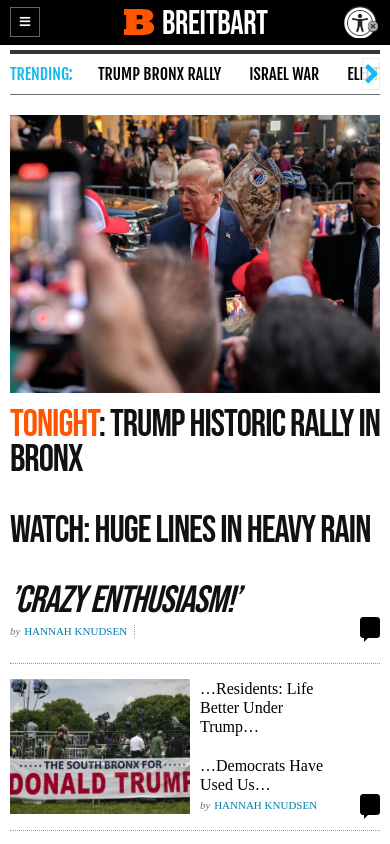 BREITBART
TRENDING:
TRUMP BRONX RALLY
ISRAEL WAR
TONIGHT: TRUMP HISTORIC RALLY IN
BRONX
WATCH: HUGE LINES IN HEAVY RAIN
'CRAZY ENTHUSIASM!'
by HANNAH KNUDSEN
THE SOUTH BRONX FOR
DONALD TRUMP
…Residents: Life
Better Under
Trump…
…Democrats Have
Used Us…
by HANNAH KNUDSEN